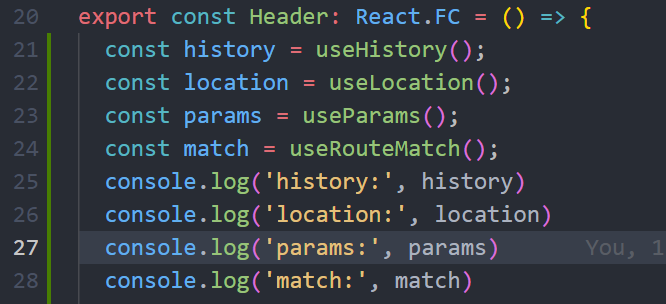 20 export const Header: React.FC = () => {
21 const history = useHistory();
22 const location = useLocation();
23 const params = useParams();
24 const match = useRouteMatch();
25 console.log('history:', history)
26 console.log('location:', location)
27 console.log('params:', params) You, 1
28 console.log('match:', match)